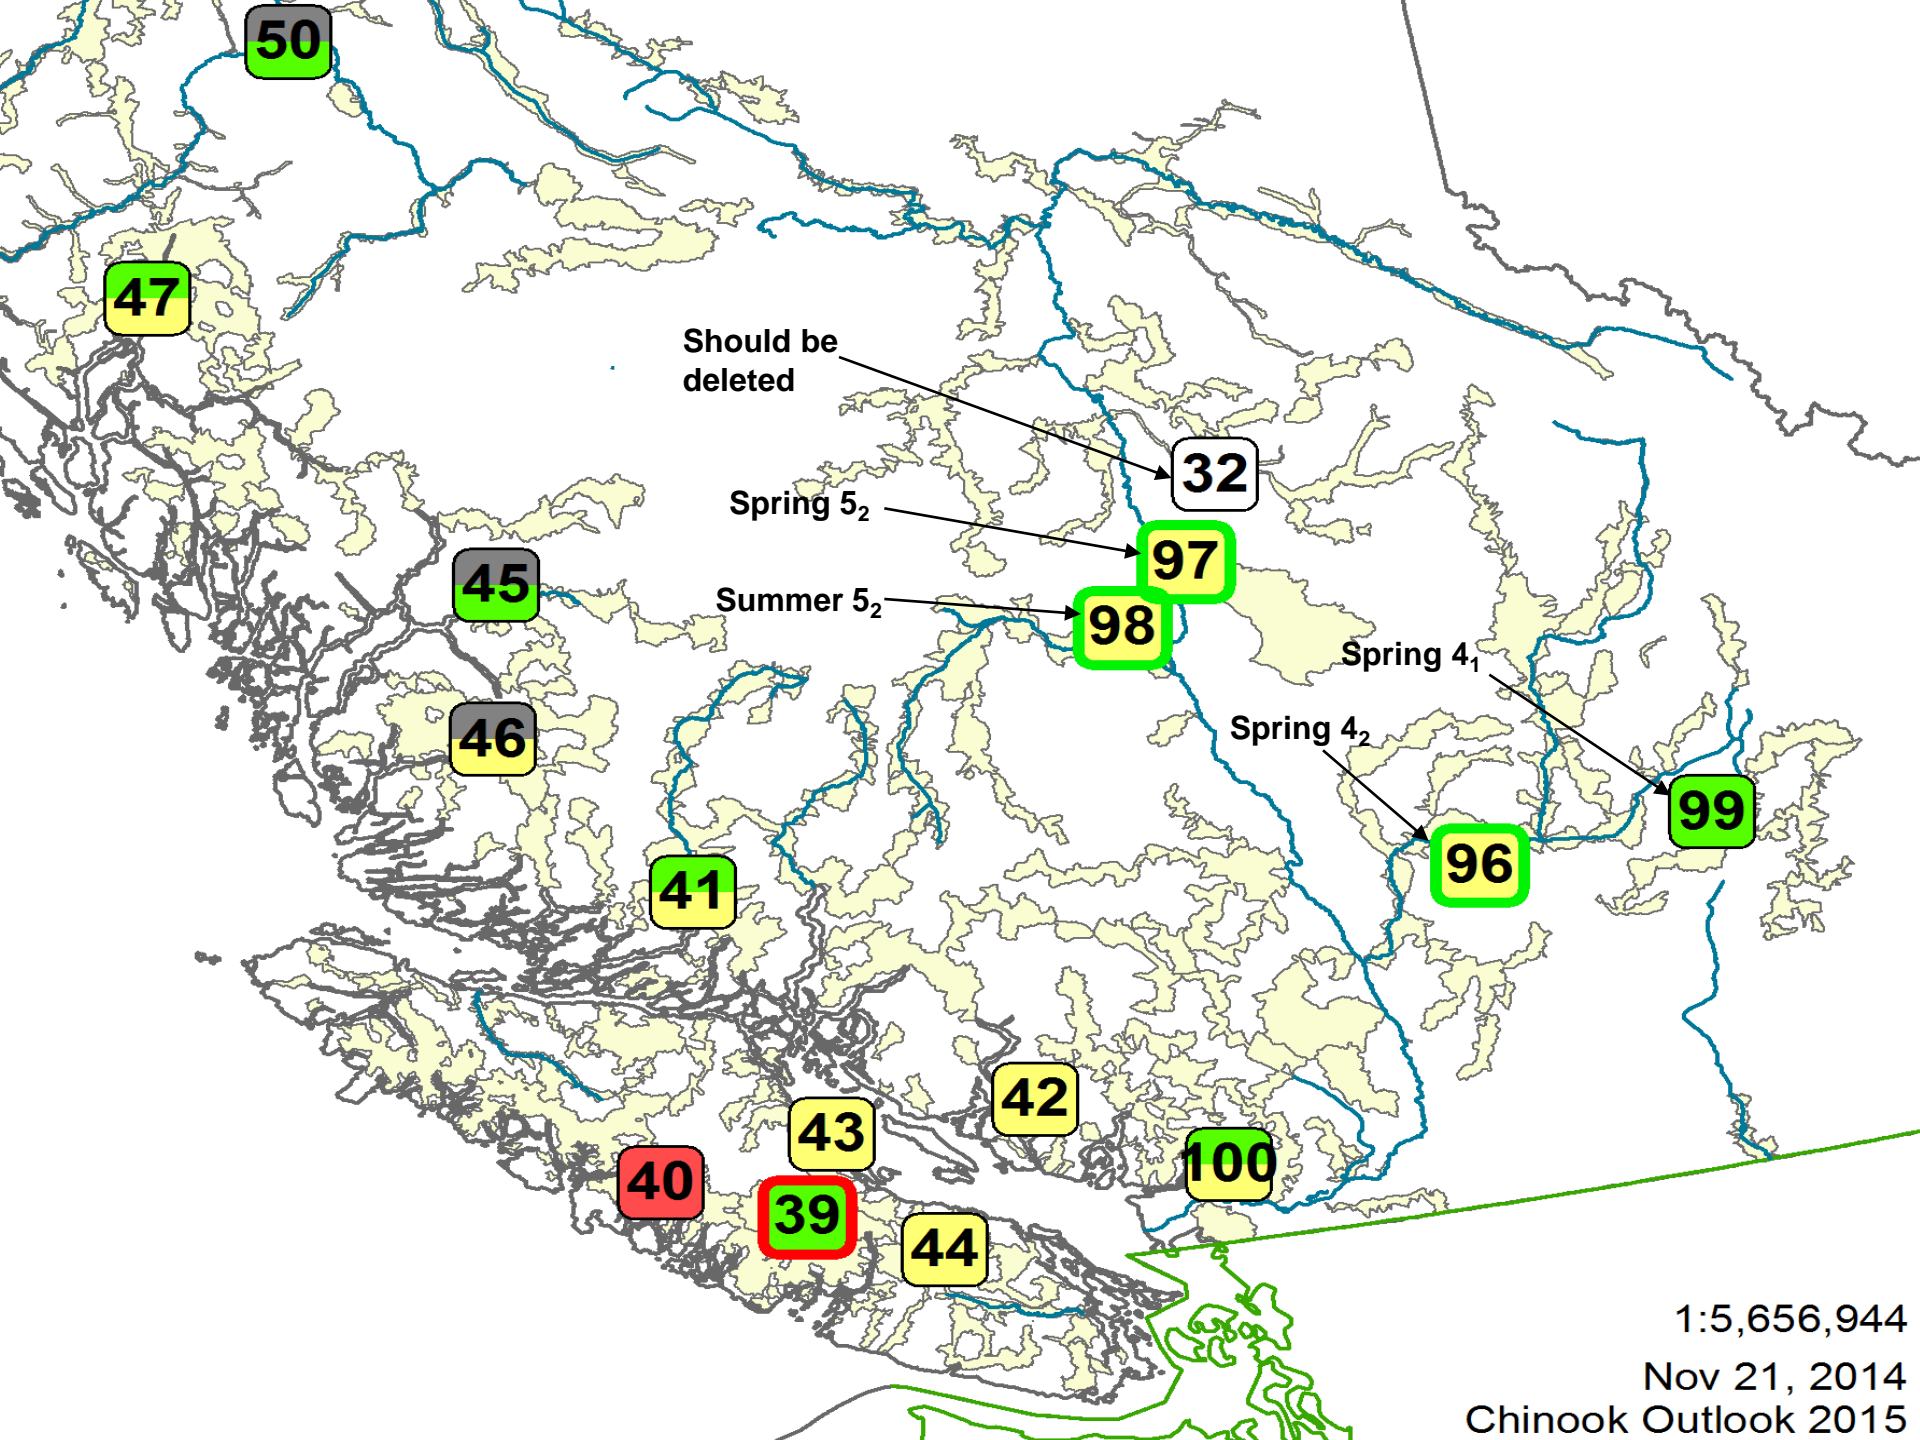 50
47
Should be
deleted
32
Spring 5₂
97
45
Summer 5₂
98
Spring 4₁
46
Spring 4₂
99
96
41
42
43
100
40
39
44
1:5,656,944
Nov 21, 2014
Chinook Outlook 2015